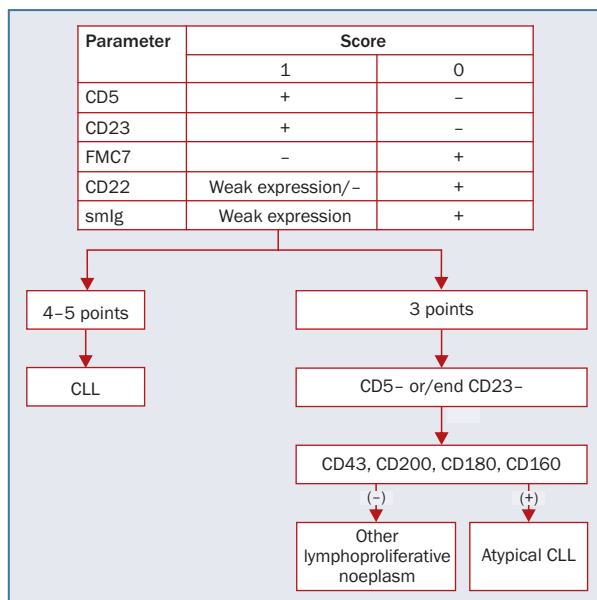 Parameter Score
1 0
CD5 + –
CD23 + –
FMC7 – +
CD22 Weak expression/– +
smIg Weak expression +
4–5 points 3 points
CLL CD5– or/end CD23–
CD43, CD200, CD180, CD160
(–) (+)
Other
lymphoproliferative
noeplasm
Atypical CLL